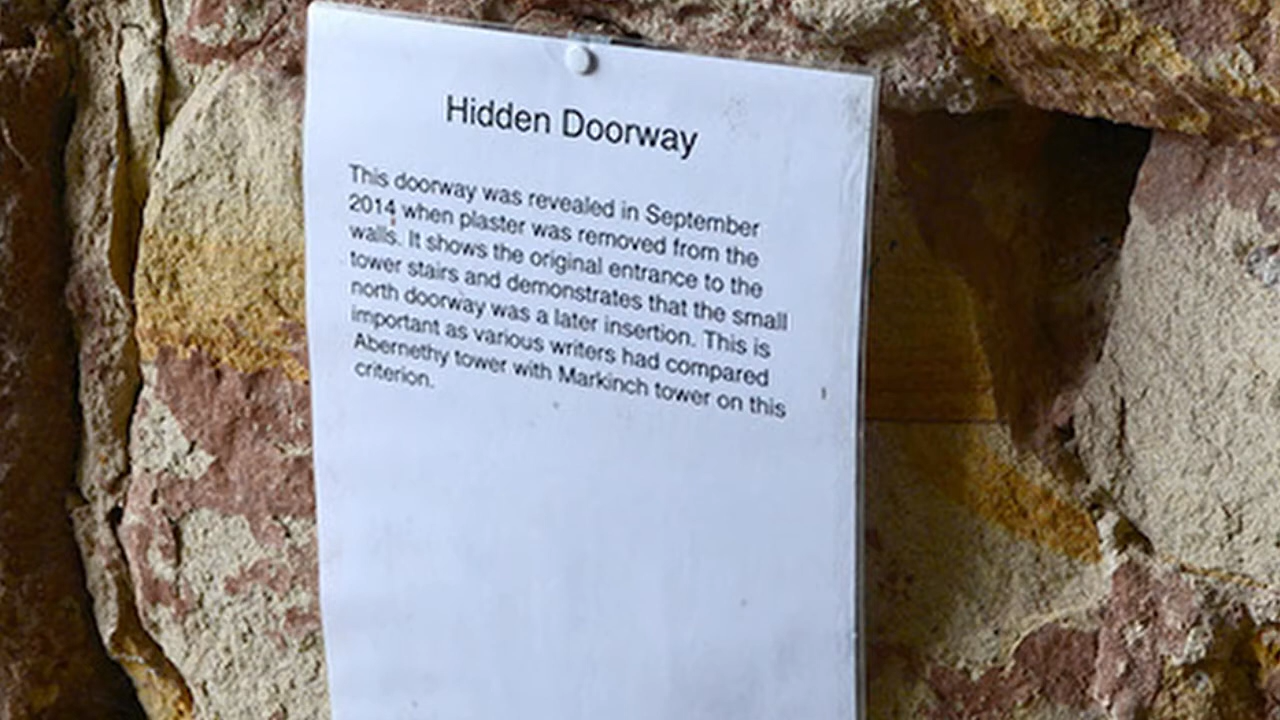 Hidden Doorway
This doorway was revealed in September
2014 when plaster was removed from the
walls. It shows the original entrance to the
tower stairs and demonstrates that the small
north doorway was a later insertion. This is
important as various writers had compared
Abernethy tower with Markinch tower on this
criterion.